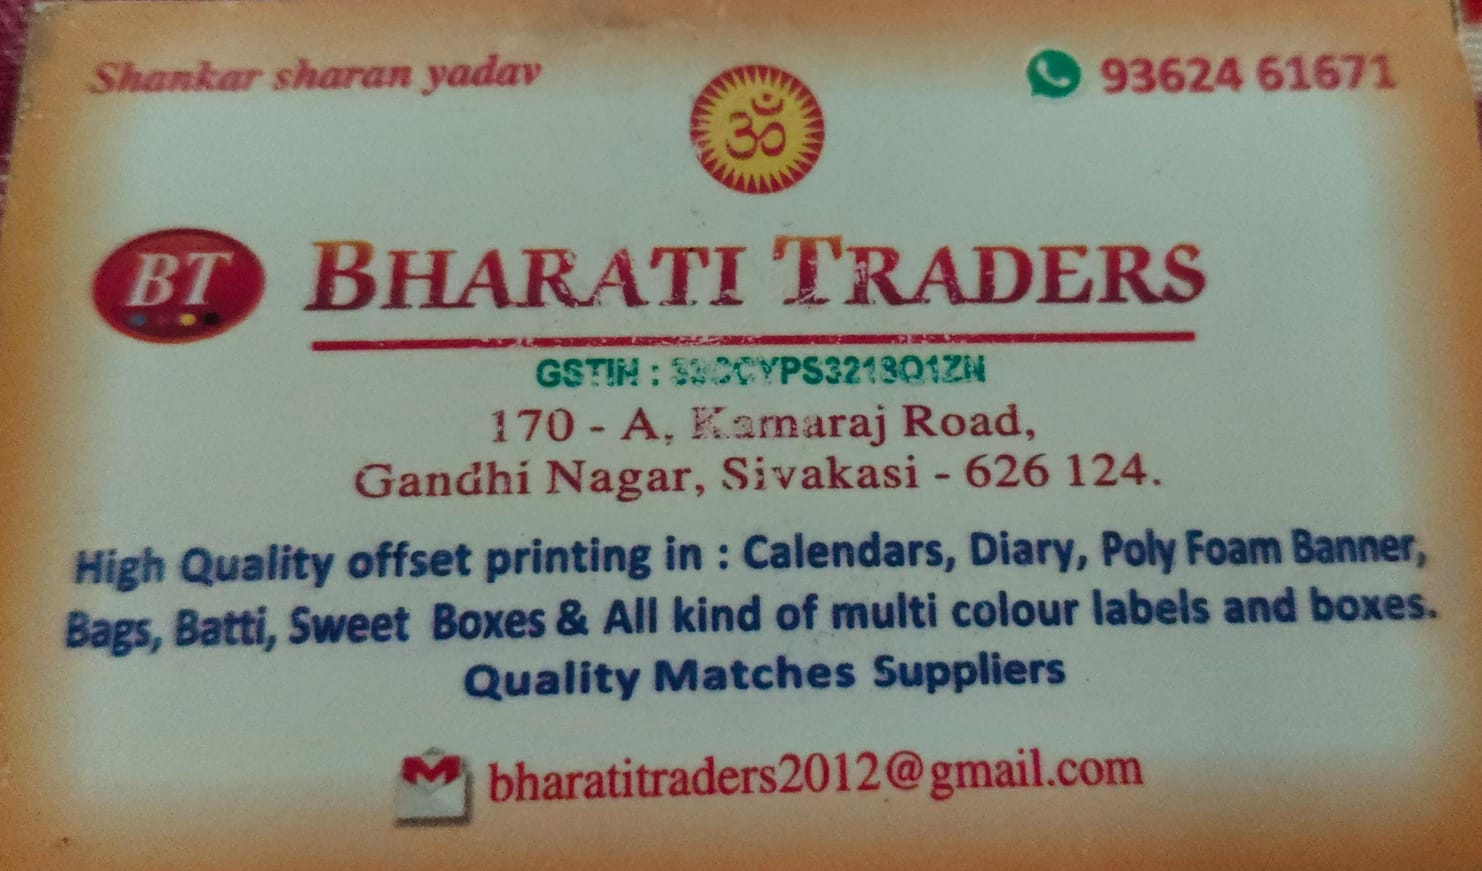 Shankar sharan yadav
93624 61671
ॐ
BT
BHARATI TRADERS
GSTIN :
170 - A, Kamaraj Road,
Gandhi Nagar, Sivakasi - 626 124.
High Quality offset printing in : Calendars, Diary, Poly Foam Banner,
Bags, Batti, Sweet Boxes & All kind of multi colour labels and boxes.
Quality Matches Suppliers
bharatitraders2012@gmail.com